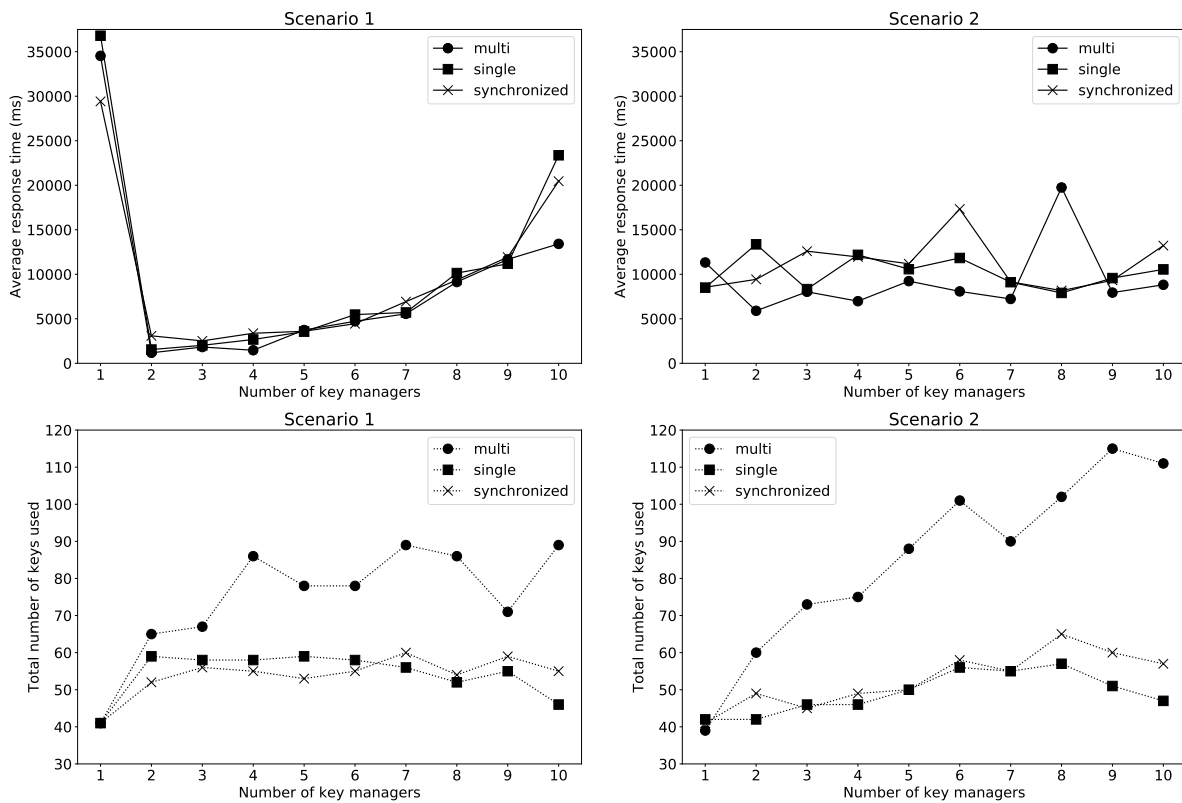 Scenario 1
Average response time (ms)
35000
30000
25000
20000
15000
10000
5000
0
multi
single
synchronized
1 2 3 4 5 6 7 8 9 10
Number of key managers
Scenario 2
Average response time (ms)
35000
30000
25000
20000
15000
10000
5000
0
multi
single
synchronized
1 2 3 4 5 6 7 8 9 10
Number of key managers
Scenario 1
Total number of keys used
120
110
100
90
80
70
60
50
40
30
multi
single
synchronized
1 2 3 4 5 6 7 8 9 10
Number of key managers
Scenario 2
Total number of keys used
120
110
100
90
80
70
60
50
40
30
multi
single
synchronized
1 2 3 4 5 6 7 8 9 10
Number of key managers